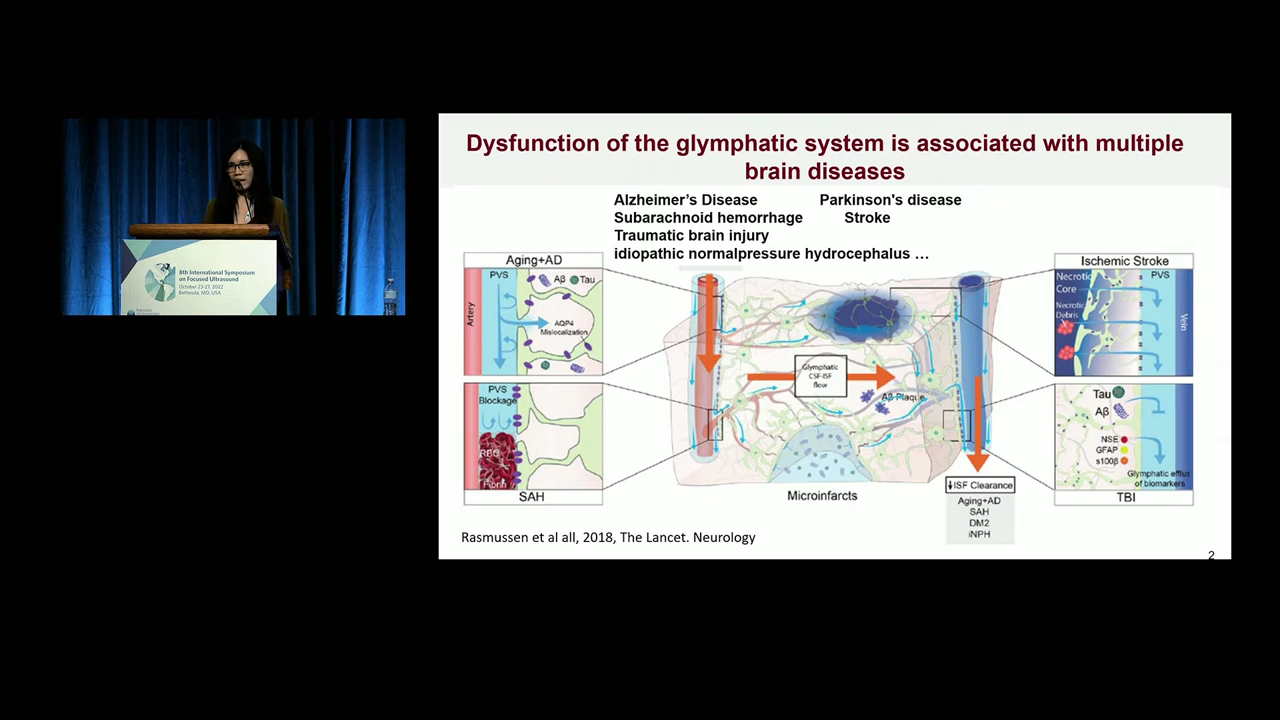 8th International Symposium
on Focused Ultrasound
October 23-27, 2022
Bethesda, MD, USA
Dysfunction of the glymphatic system is associated with multiple
brain diseases
Alzheimer's Disease Parkinson's disease
Subarachnoid hemorrhage Stroke
Traumatic brain injury
idiopathic normalpressure hydrocephalus …
Aging+AD
PVS
Aβ
Tau
Artery
AQP4
Mislocalization
PVS
Blockage
RBC
Fibrin
SAH
Glymphatic
CSF-ISF
flow
Aβ Plaque
Microinfarcts
↓ISF Clearance
Aging+AD
SAH
DM2
iNPH
Ischemic Stroke
Necrotic
Core
PVS
Necrotic
Debris
Vein
Tau
Aβ
NSE
GFAP
s100β
Glymphatic efflux
of biomarkers
TBI
Rasmussen et al all, 2018, The Lancet. Neurology
2